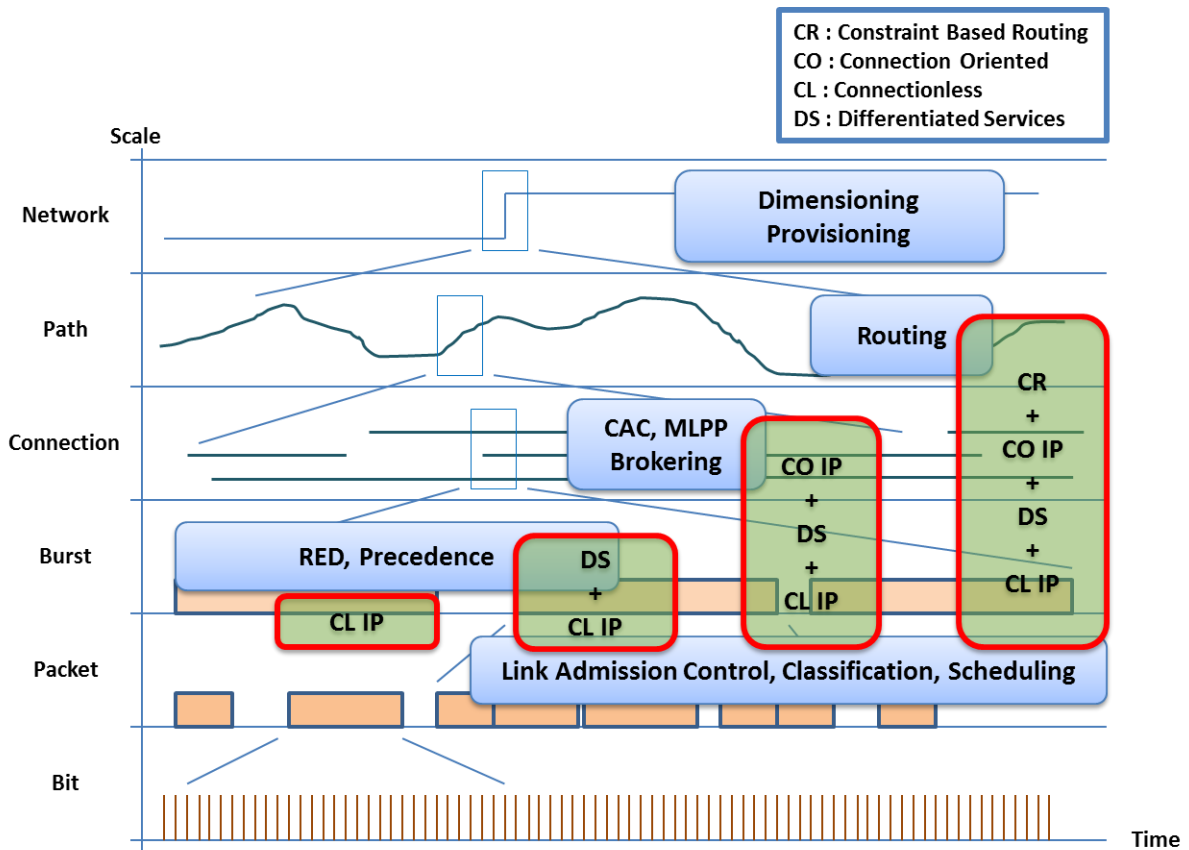 CR : Constraint Based Routing
CO : Connection Oriented
CL : Connectionless
DS : Differentiated Services
Scale
Network
Dimensioning
Provisioning
Path
Routing
CR
+
CO IP
+
DS
+
CL IP
Connection
CAC, MLPP
Brokering
CO IP
+
DS
+
CL IP
Burst
RED, Precedence
DS
+
CL IP
CL IP
Packet
Link Admission Control, Classification, Scheduling
Bit
Time